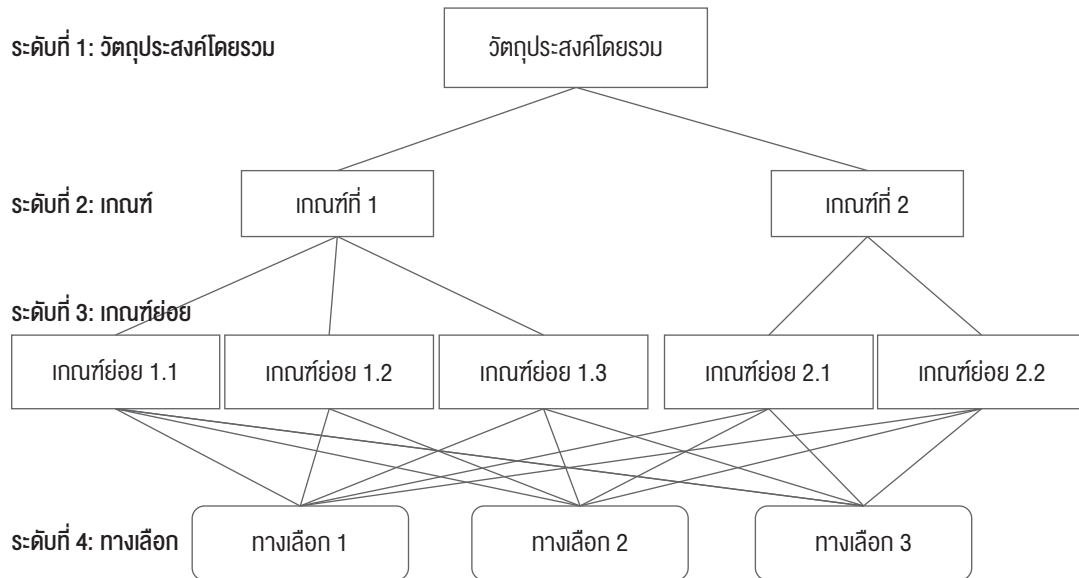 ระดับที่ 1: วัตถุประสงค์โดยรวม
วัตถุประสงค์โดยรวม
ระดับที่ 2: เกณฑ์
เกณฑ์ที่ 1
เกณฑ์ที่ 2
ระดับที่ 3: เกณฑ์ย่อย
เกณฑ์ย่อย 1.1
เกณฑ์ย่อย 1.2
เกณฑ์ย่อย 1.3
เกณฑ์ย่อย 2.1
เกณฑ์ย่อย 2.2
ระดับที่ 4: ทางเลือก
ทางเลือก 1
ทางเลือก 2
ทางเลือก 3